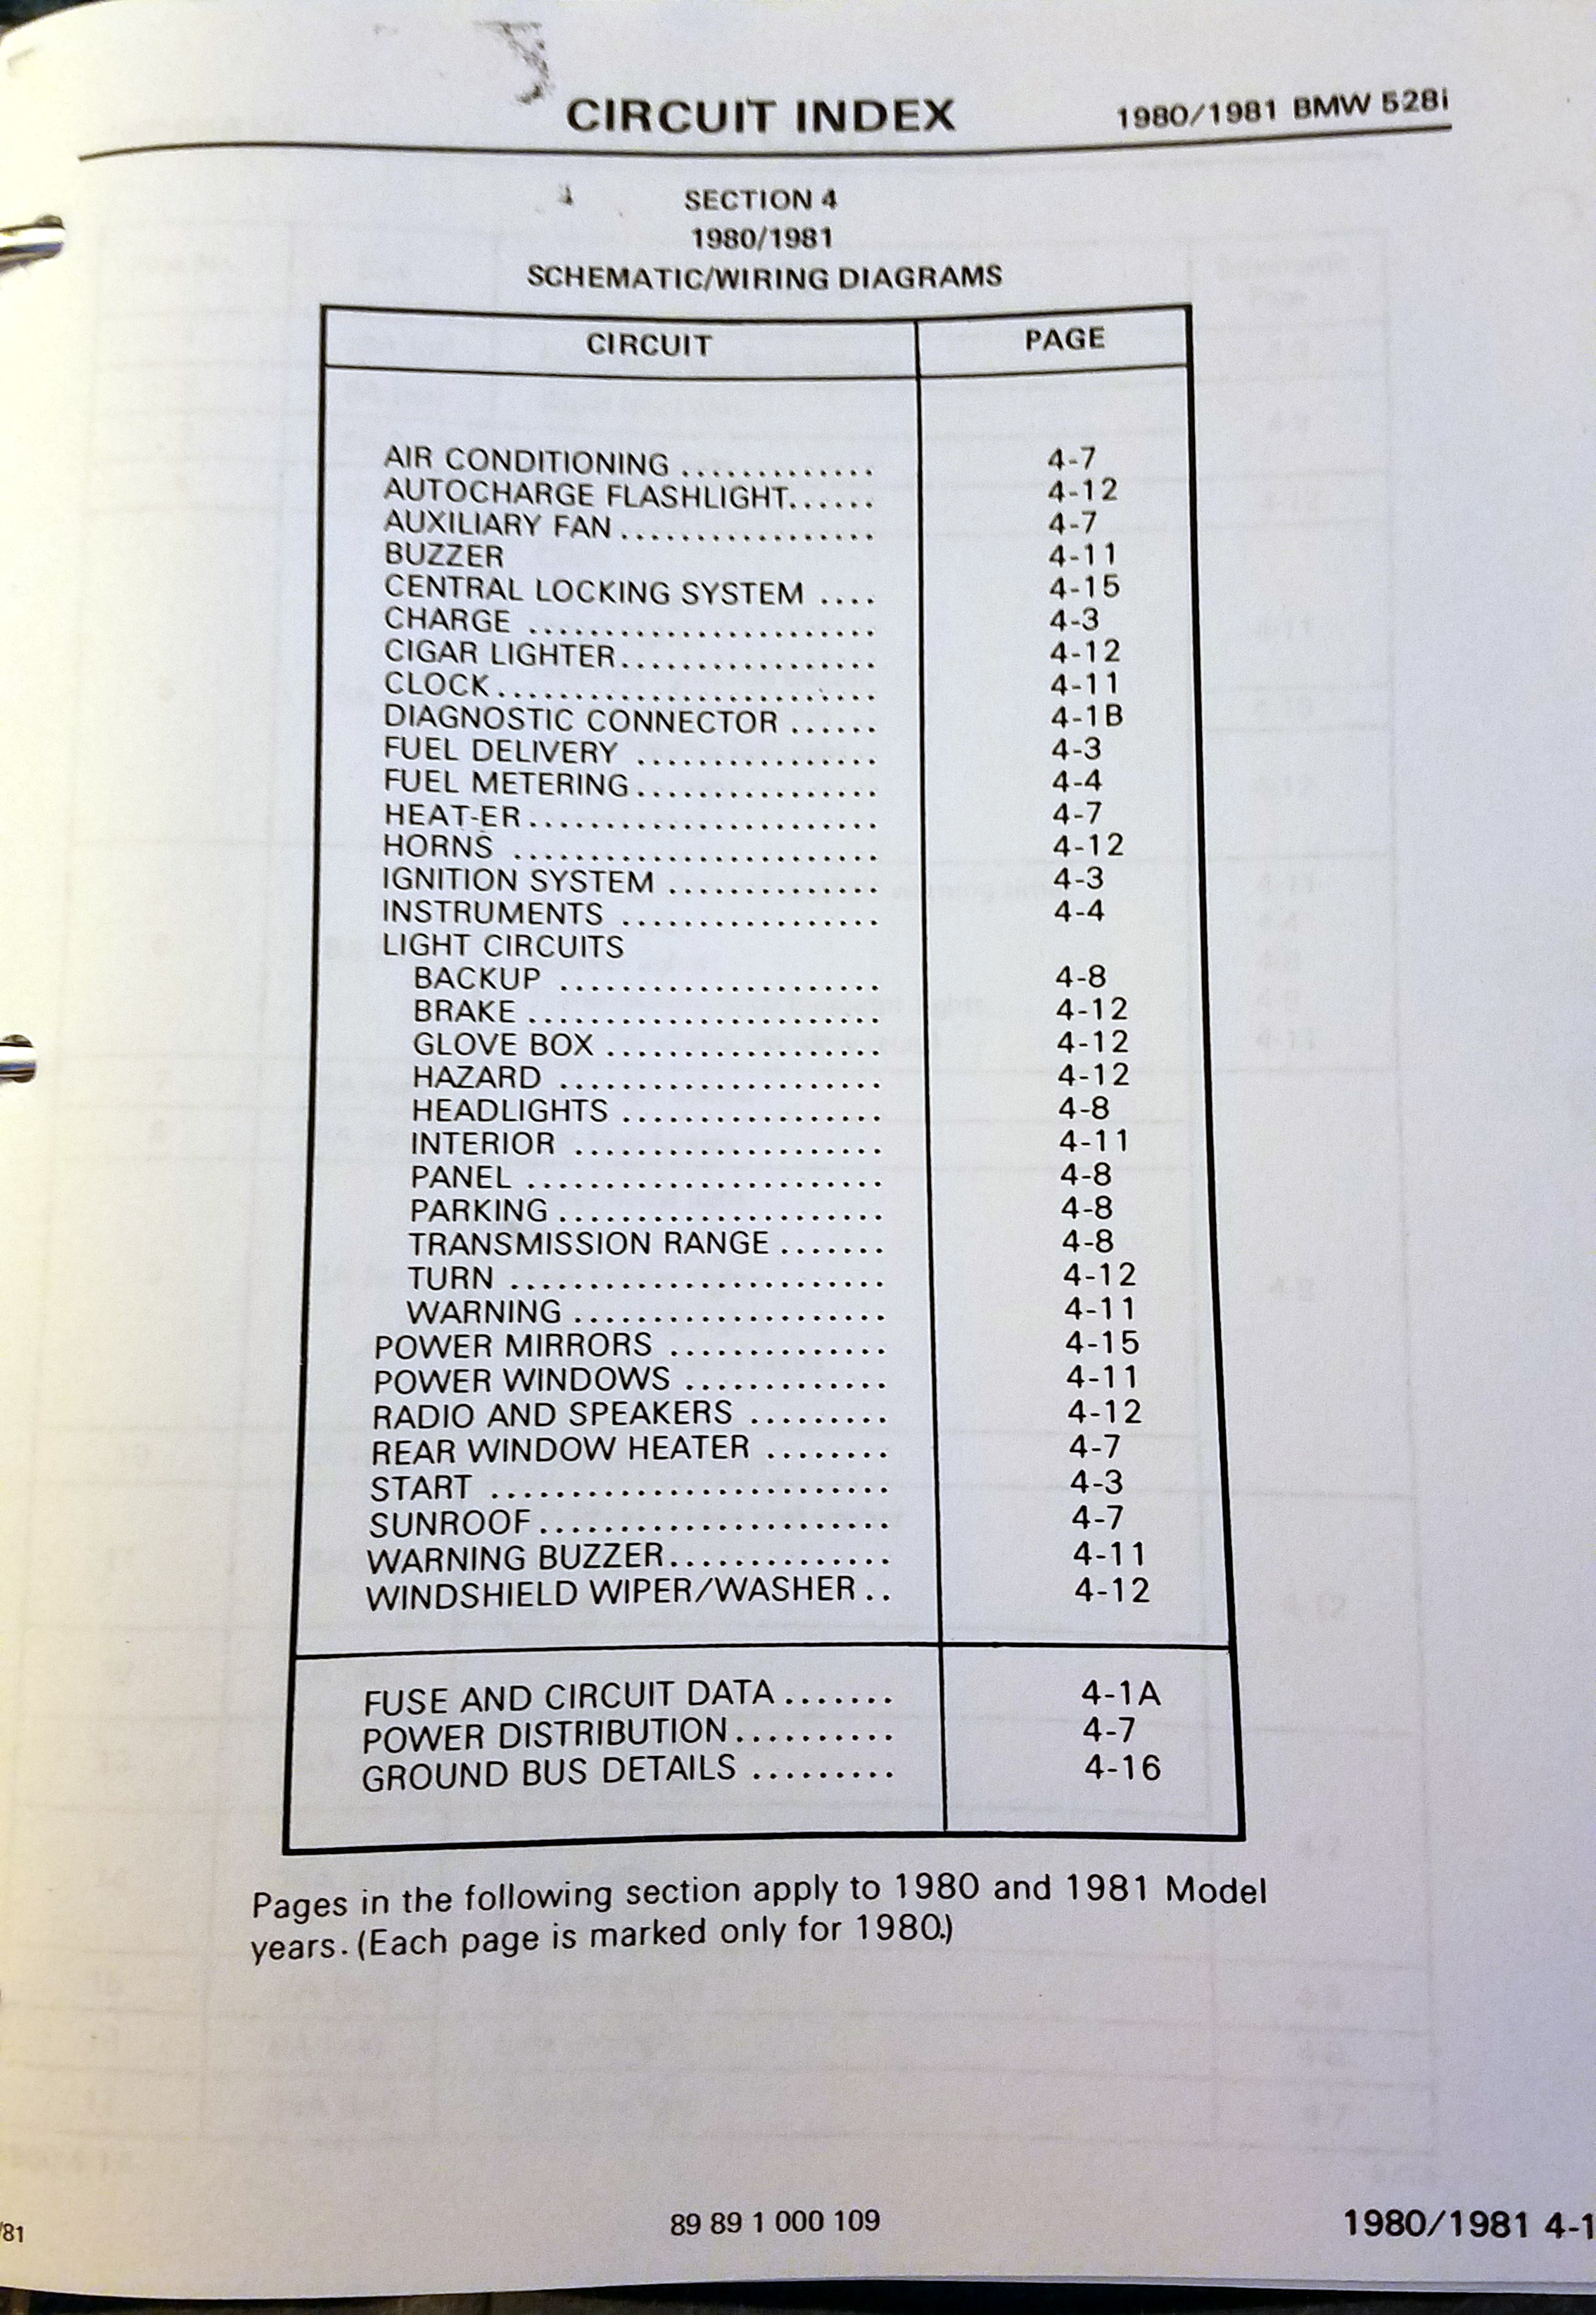 CIRCUIT INDEX 1980/1981 BMW 528i
SECTION 4
1980/1981
SCHEMATIC/WIRING DIAGRAMS
CIRCUIT PAGE
AIR CONDITIONING ............. 4-7
AUTOCHARGE FLASHLIGHT...... 4-12
AUXILIARY FAN ................. 4-7
BUZZER 4-11
CENTRAL LOCKING SYSTEM .... 4-15
CHARGE ....................... 4-3
CIGAR LIGHTER................. 4-12
CLOCK......................... 4-11
DIAGNOSTIC CONNECTOR ...... 4-1B
FUEL DELIVERY ................ 4-3
FUEL METERING................ 4-4
HEAT-ER....................... 4-7
HORNS ........................ 4-12
IGNITION SYSTEM .............. 4-3
INSTRUMENTS ................. 4-4
LIGHT CIRCUITS
BACKUP ..................... 4-8
BRAKE ....................... 4-12
GLOVE BOX .................. 4-12
HAZARD ..................... 4-12
HEADLIGHTS ................. 4-8
INTERIOR .................... 4-11
PANEL ....................... 4-8
PARKING ..................... 4-8
TRANSMISSION RANGE ....... 4-8
TURN ........................ 4-12
WARNING .................... 4-11
POWER MIRRORS .............. 4-15
POWER WINDOWS ............. 4-11
RADIO AND SPEAKERS ......... 4-12
REAR WINDOW HEATER ........ 4-7
START ......................... 4-3
SUNROOF...................... 4-7
WARNING BUZZER.............. 4-11
WINDSHIELD WIPER/WASHER .. 4-12
FUSE AND CIRCUIT DATA ....... 4-1A
POWER DISTRIBUTION.......... 4-7
GROUND BUS DETAILS ......... 4-16
Pages in the following section apply to 1980 and 1981 Model
years. (Each page is marked only for 1980.)
/81 89 89 1 000 109 1980/1981 4-1